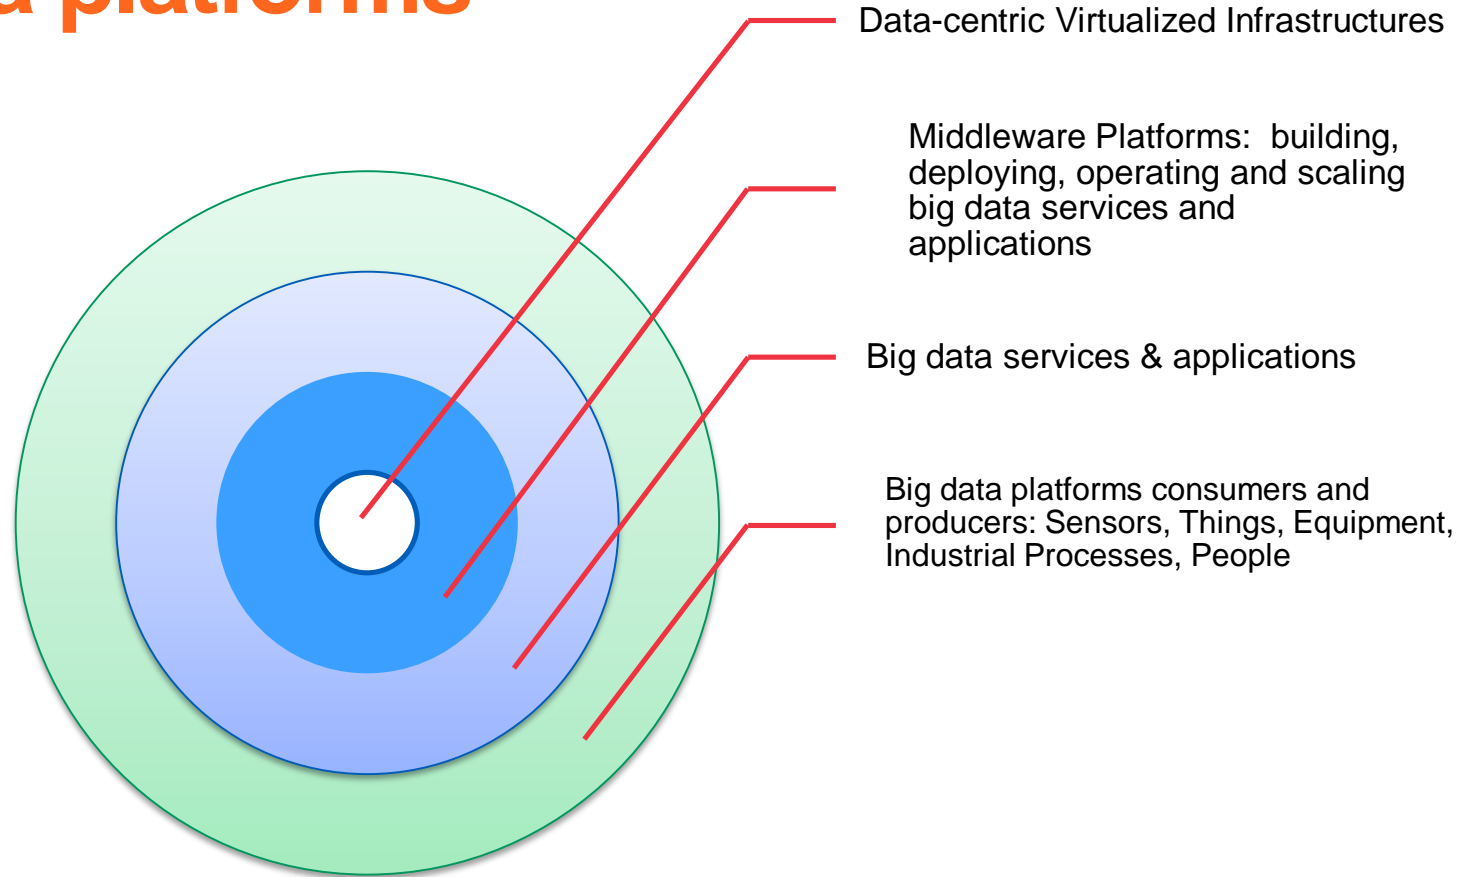 a platforms
Data-centric Virtualized Infrastructures
Middleware Platforms: building,
deploying, operating and scaling
big data services and
applications
Big data services & applications
Big data platforms consumers and
producers: Sensors, Things, Equipment,
Industrial Processes, People